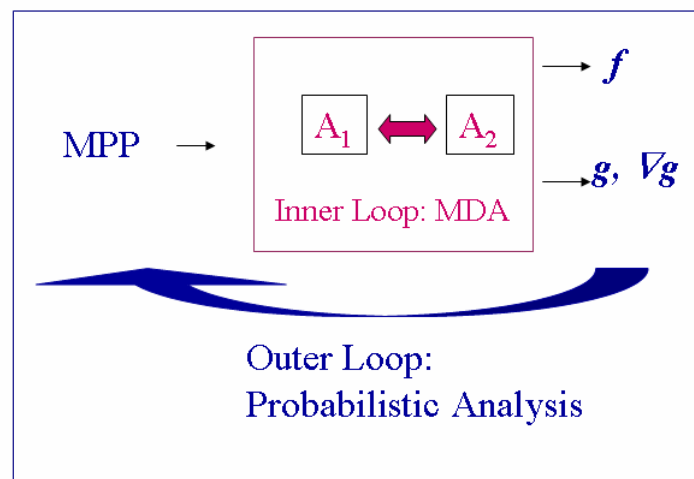 f
MPP
A₁
A₂
g, ∇g
Inner Loop: MDA
Outer Loop:
Probabilistic Analysis